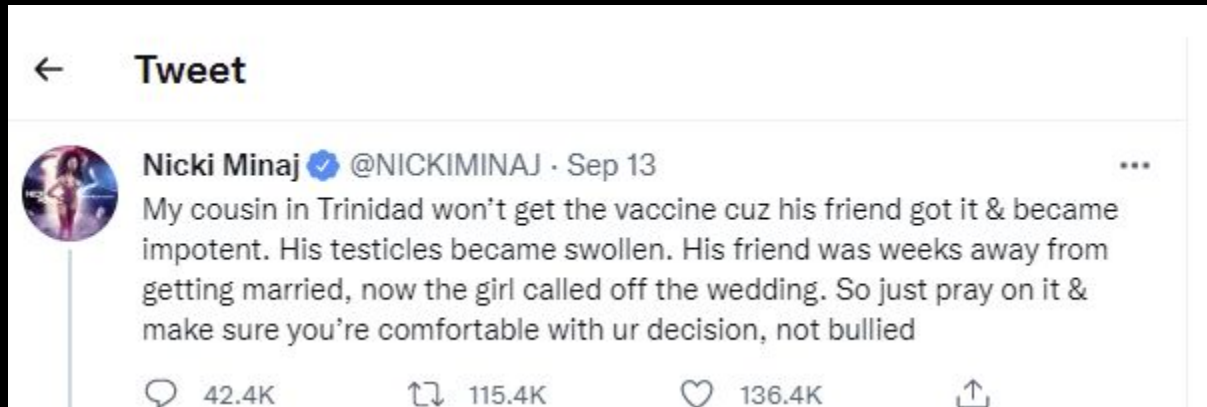 Tweet
Nicki Minaj @NICKIMINAJ · Sep 13
My cousin in Trinidad won't get the vaccine cuz his friend got it & became
impotent. His testicles became swollen. His friend was weeks away from
getting married, now the girl called off the wedding. So just pray on it &
make sure you're comfortable with ur decision, not bullied
42.4K 115.4K 136.4K